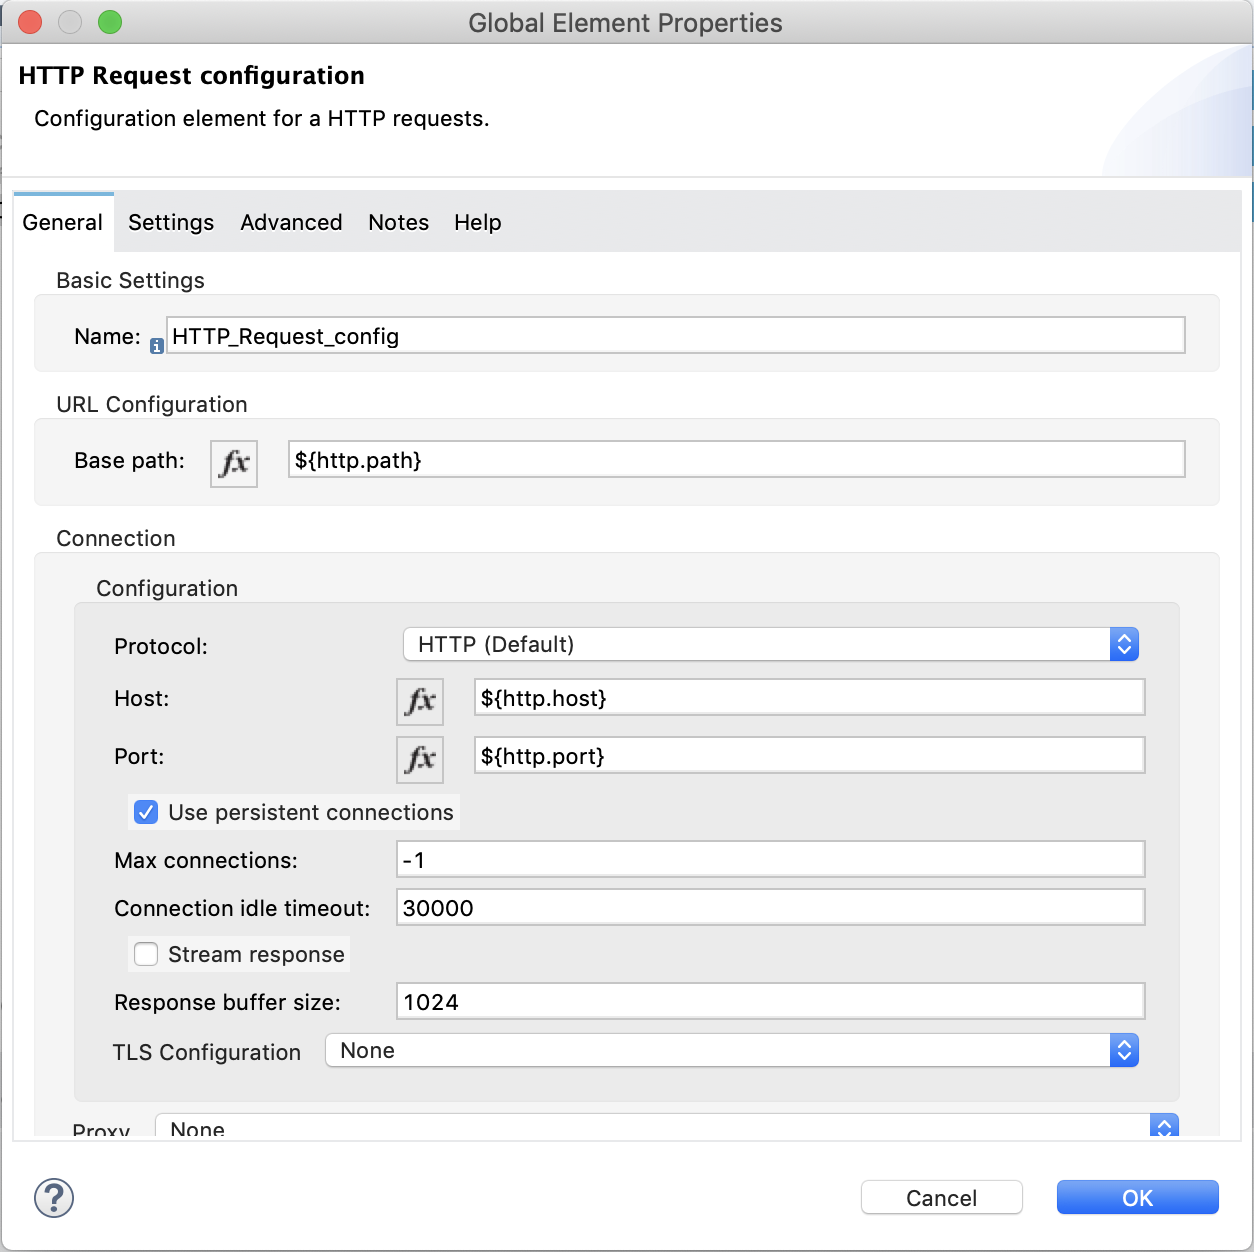 Global Element Properties
HTTP Request configuration
Configuration element for a HTTP requests.
General Settings Advanced Notes Help
Basic Settings
Name: i HTTP_Request_config
URL Configuration
Base path: fx ${http.path}
Connection
Configuration
Protocol: HTTP (Default)
Host: fx ${http.host}
Port: fx ${http.port}
Use persistent connections
Max connections: -1
Connection idle timeout: 30000
Stream response
Response buffer size: 1024
TLS Configuration None
Proxy None
? Cancel OK